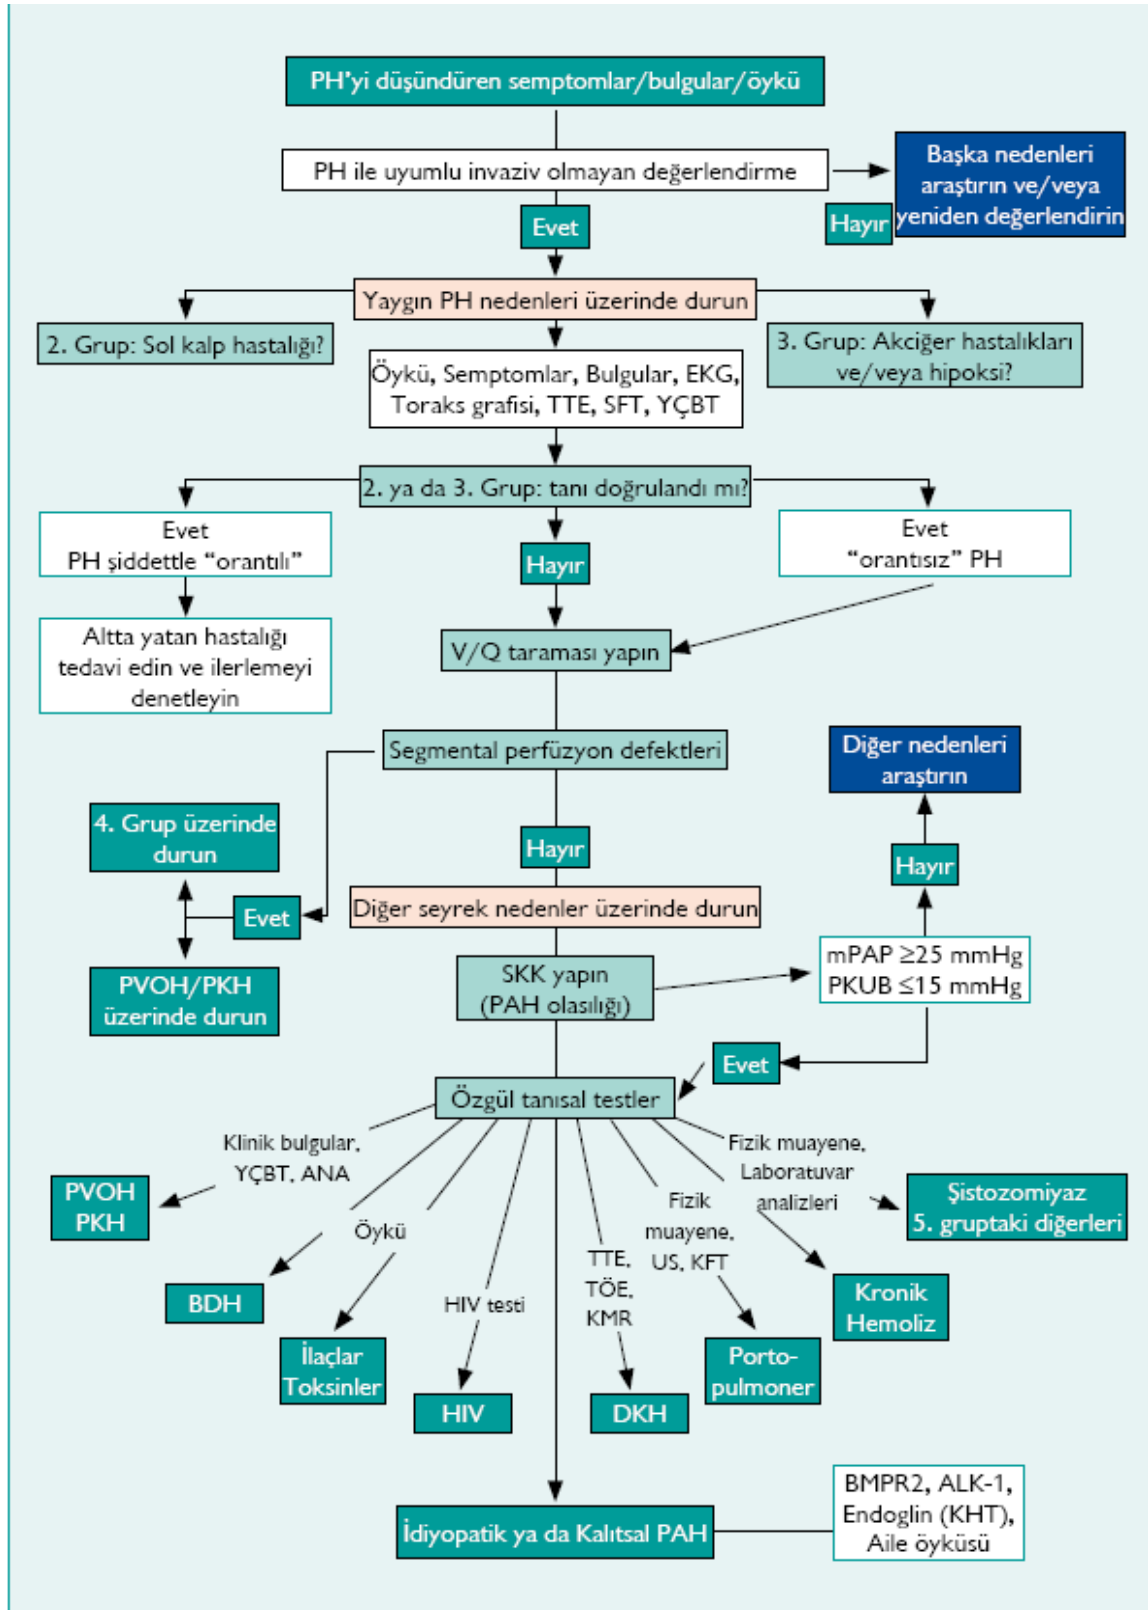 PH'yi düşündüren semptomlar/bulgular/öykü
PH ile uyumlu invaziv olmayan değerlendirme
Başka nedenleri
araştırın ve/veya
yeniden değerlendirin
Evet
Hayır
Yaygın PH nedenleri üzerinde durun
2. Grup: Sol kalp hastalığı?
3. Grup: Akciğer hastalıkları
ve/veya hipoksi?
Öykü, Semptomlar, Bulgular, EKG,
Toraks grafisi, TTE, SFT, YÇBT
2. ya da 3. Grup: tanı doğrulandı mı?
Evet
PH şiddettle “orantılı”
Hayır
Evet
“orantısız” PH
Altta yatan hastalığı
tedavi edin ve ilerlemeyi
denetleyin
V/Q taraması yapın
Segmental perfüzyon defektleri
Diğer nedenleri
araştırın
4. Grup üzerinde
durun
Hayır
Hayır
Evet
Diğer seyrek nedenler üzerinde durun
PVOH/PKH
üzerinde durun
SKK yapın
(PAH olasılığı)
mPAP ≥25 mmHg
PKUB ≤15 mmHg
Evet
Özgül tanısal testler
Klinik bulgular,
YÇBT, ANA
Öykü
HIV testi
TTE,
TÖE,
KMR
Fizik
muayene,
US, KFT
Fizik muayene,
Laboratuvar
analizleri
PVOH
PKH
BDH
İlaçlar
Toksinler
HIV
DKH
Porto-
pulmoner
Kronik
Hemoliz
Şistozomiyaz
5. gruptaki diğerleri
İdiyopatik ya da Kalıtsal PAH
BMPR2, ALK-1,
Endoglin (KHT),
Aile öyküsü